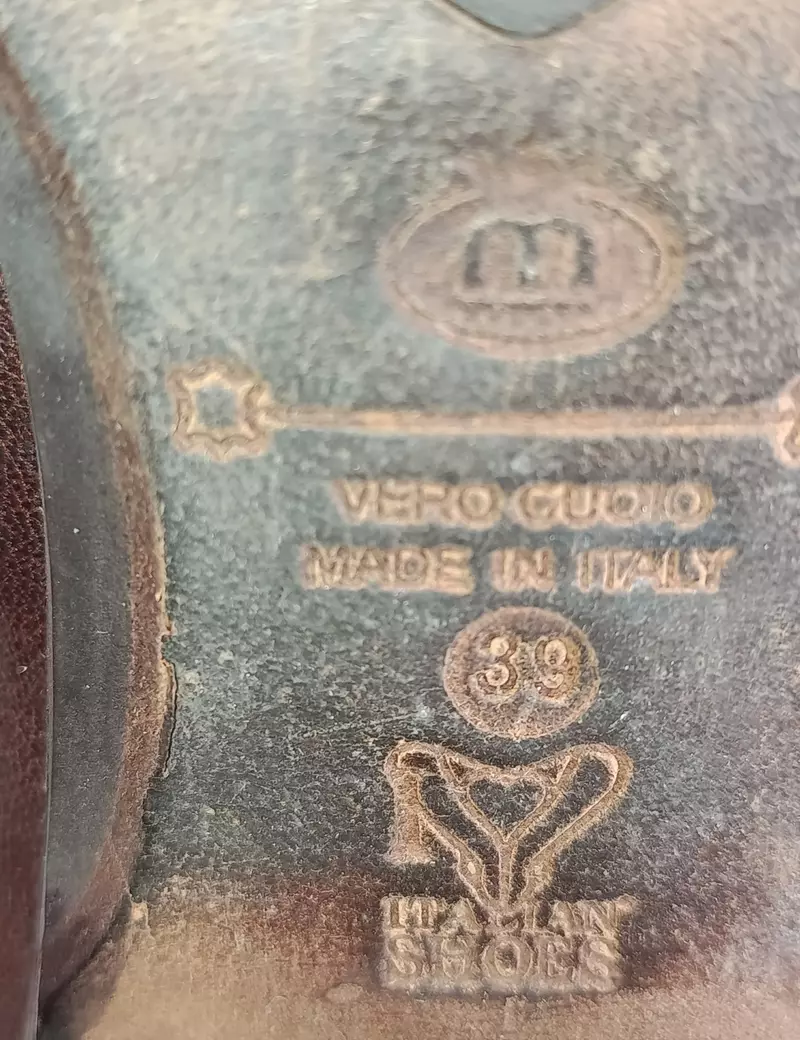 m
VERO CUOIO
MADE IN ITALY
39
I
ITALIAN
SHOES